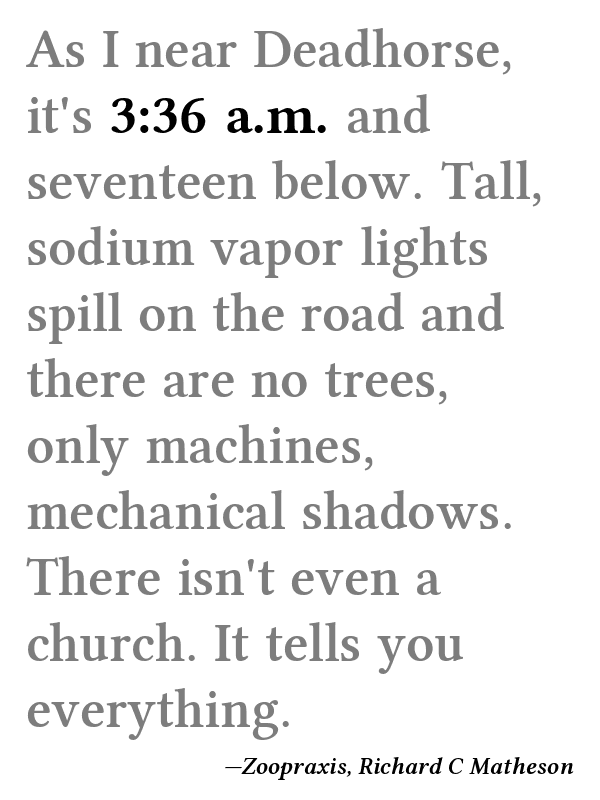 As I near Deadhorse,
it's 3:36 a.m. and
seventeen below. Tall,
sodium vapor lights
spill on the road and
there are no trees,
only machines,
mechanical shadows.
There isn't even a
church. It tells you
everything.
—Zoopraxis, Richard C Matheson